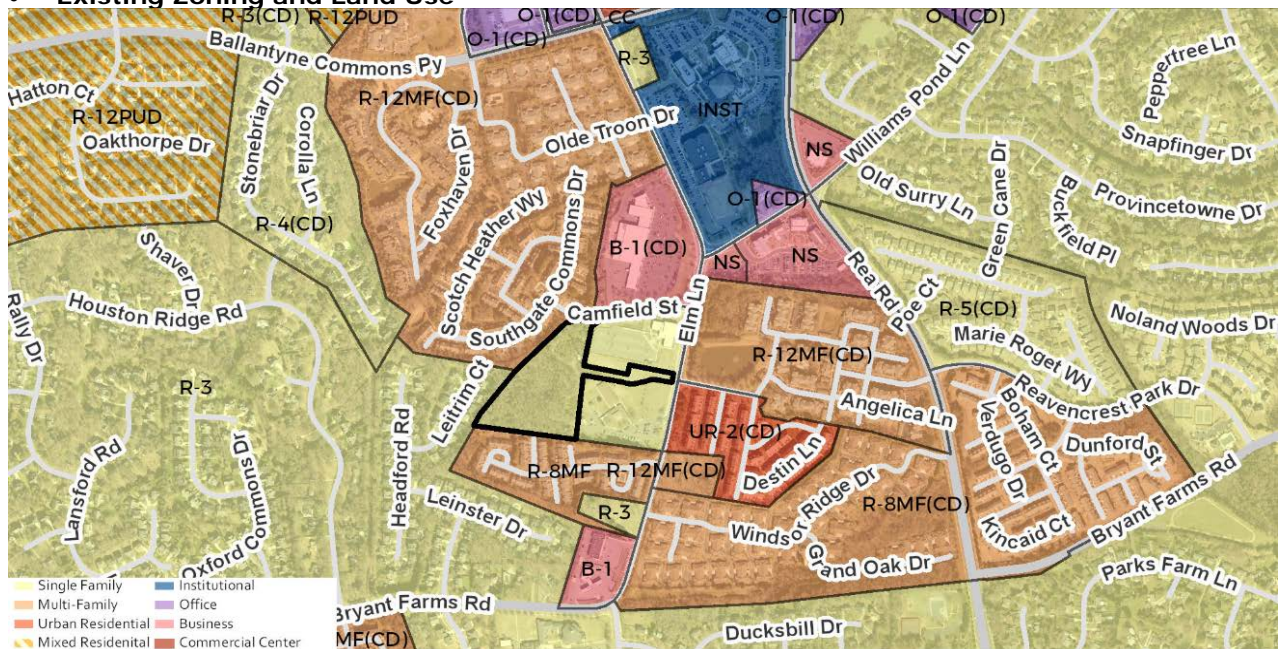 • Existing Zoning and Land Use
R-3(CD)
R-12PUD
O-1(CD)
CC
O-1(CD)
O-1(CD)
Ballantyne Commons Py
R-3
Hatton Ct
R-12PUD
Oakthorpe Dr
Stonebriar Dr
Corolla Ln
R-12MF(CD)
Olde Troon Dr
INST
Williams Pond Ln
Peppertree Ln
Snapfinger Dr
NS
Foxhaven Dr
Scotch Heather Wy
Southgate Commons Dr
O-1(CD)
Old Surry Ln
Green Cane Dr
Buckfield Pl
Provincetowne Dr
R-4(CD)
Shaver Dr
B-1(CD)
NS
NS
Rea Rd
Poe Ct
Rally Dr
Houston Ridge Rd
Camfield St
Elm Ln
R-5(CD)
Marie Roget Wy
Noland Woods Dr
R-12MF(CD)
Reavencrest Park Dr
R-3
Leitrim Ct
Headford Rd
Angelica Ln
UR-2(CD)
Destin Ln
Boham Ct
Verdugo Dr
Dunford St
Lansford Rd
Oxford Commons Dr
R-8MF
R-12MF(CD)
R-8MF(CD)
Leinster Dr
R-3
Windsor Ridge Dr
Kincaid Ct
Bryant Farms Rd
Grand Oak Dr
B-1
Parks Farm Ln
Bryant Farms Rd
Ducksbill Dr
MF(CD)
Single Family
Institutional
Multi-Family
Office
Urban Residential
Business
Mixed Residental
Commercial Center